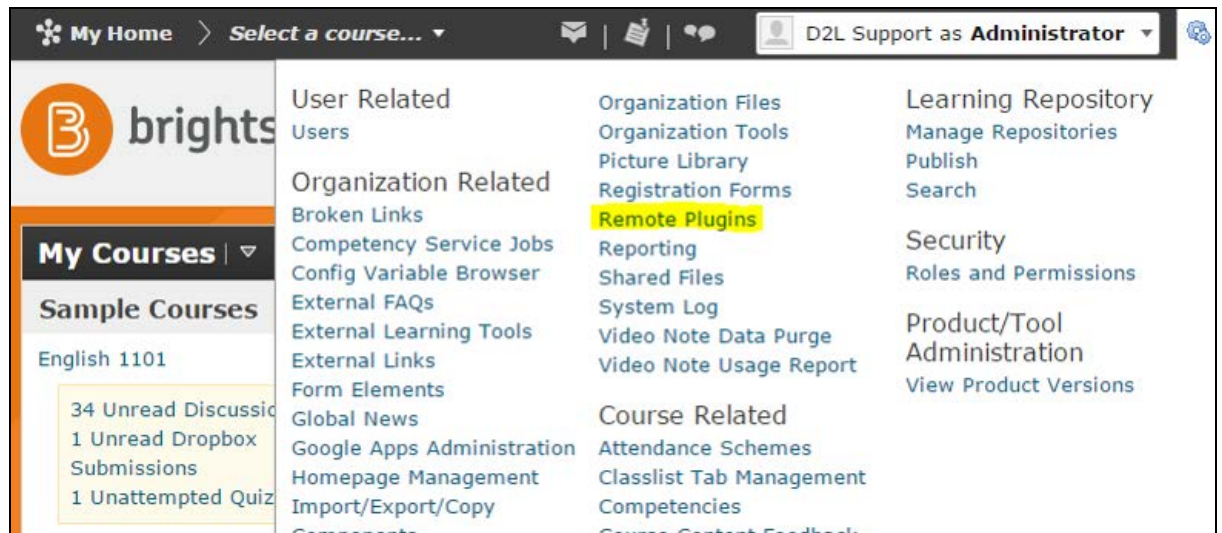 My Home > Select a course...
D2L Support as Administrator
brights
My Courses
Sample Courses
English 1101
34 Unread Discussio
1 Unread Dropbox
Submissions
1 Unattempted Quiz
User Related
Users
Organization Related
Broken Links
Competency Service Jobs
Config Variable Browser
External FAQs
External Learning Tools
External Links
Form Elements
Global News
Google Apps Administration
Homepage Management
Import/Export/Copy
Components
Organization Files
Organization Tools
Picture Library
Registration Forms
Remote Plugins
Reporting
Shared Files
System Log
Video Note Data Purge
Video Note Usage Report
Course Related
Attendance Schemes
Classlist Tab Management
Competencies
Course Content Feedback
Learning Repository
Manage Repositories
Publish
Search
Security
Roles and Permissions
Product/Tool
Administration
View Product Versions